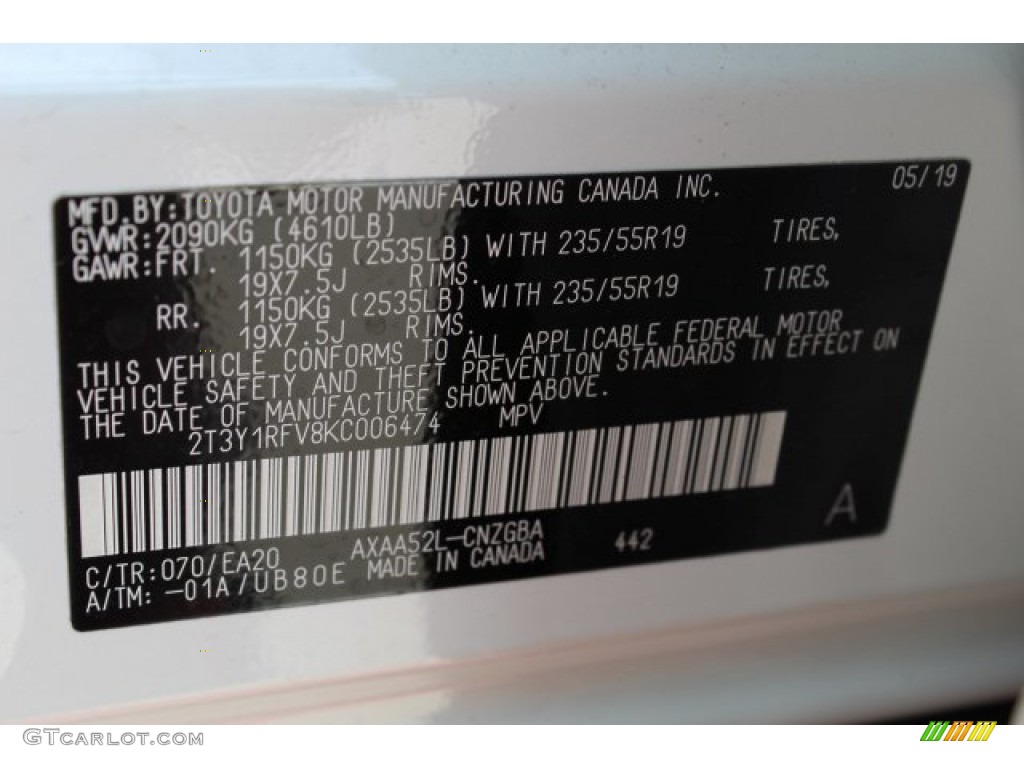 05/19
MFD.BY:TOYOTA MOTOR MANUFACTURING CANADA INC.
GVWR:2090KG (4610LB)
GAWR:FRT. 1150KG (2535LB) WITH 235/55R19 TIRES,
19X7.5J RIMS.
RR. 1150KG (2535LB) WITH 235/55R19 TIRES,
19X7.5J RIMS.
THIS VEHICLE CONFORMS TO ALL APPLICABLE FEDERAL MOTOR
VEHICLE SAFETY AND THEFT PREVENTION STANDARDS IN EFFECT ON
THE DATE OF MANUFACTURE SHOWN ABOVE.
2T3Y1RFV8KC006474 MPV
A
C/TR:070/EA20 AXAA52L-CNZGBA 442
A/TM:-01A/UB80E MADE IN CANADA
GTCarLot.com